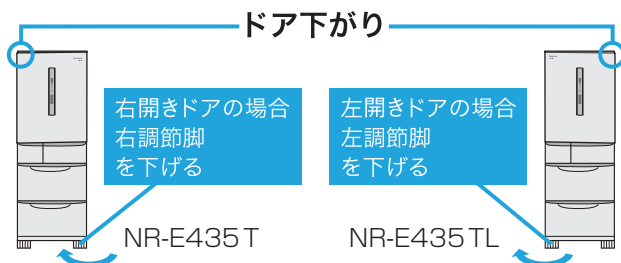 ドア下がり
右開きドアの場合
右調節脚
を下げる
左開きドアの場合
左調節脚
を下げる
NR-E435T
NR-E435TL